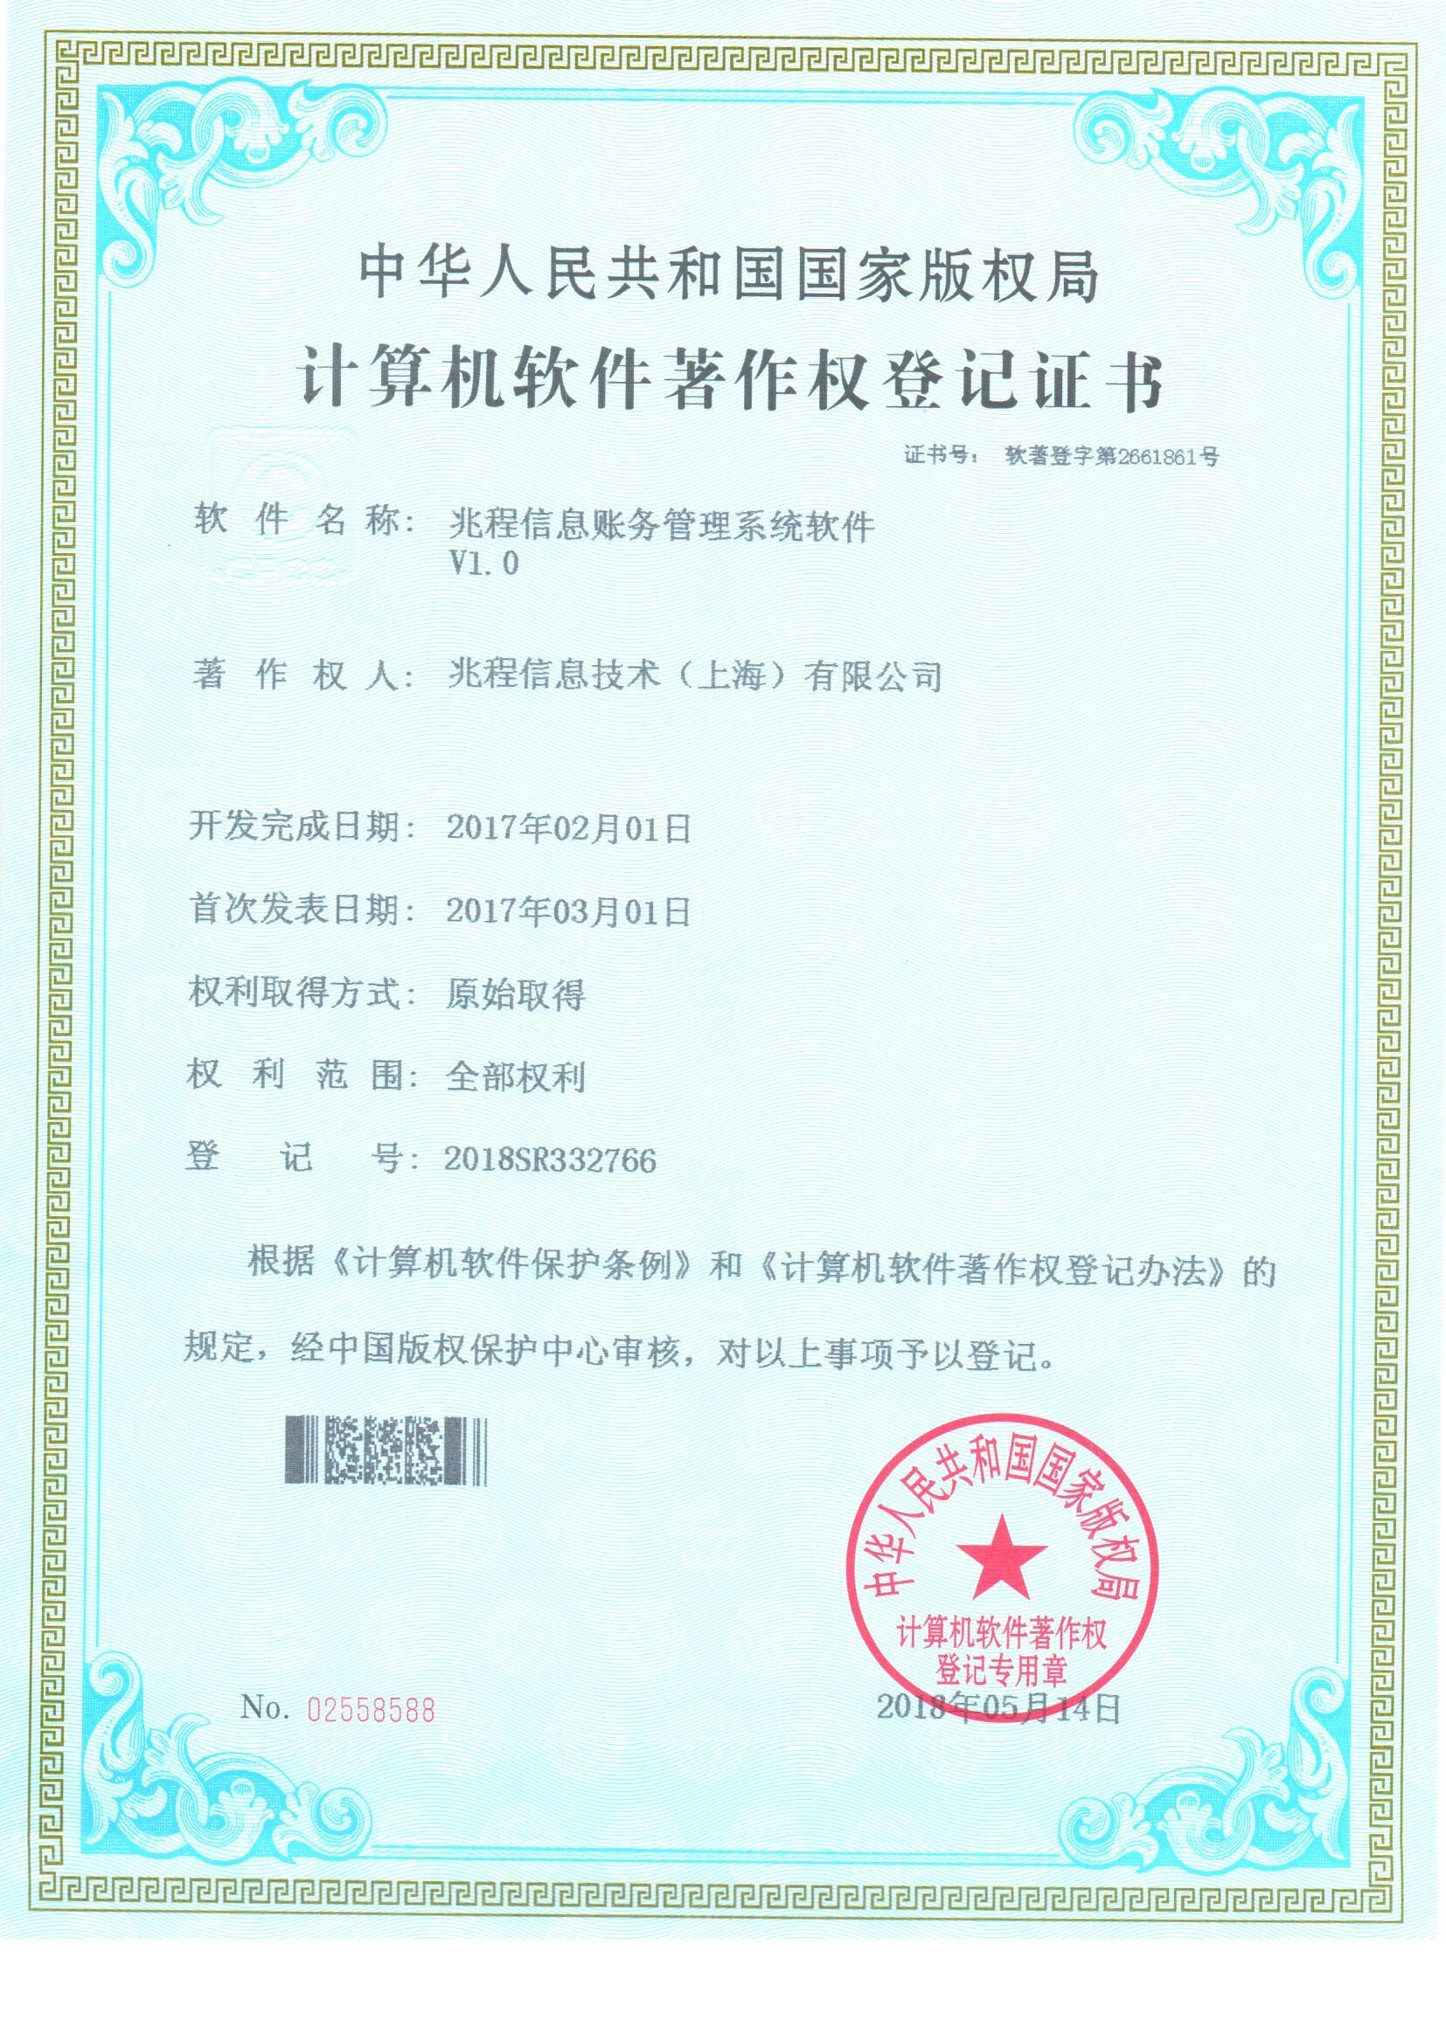 中华人民共和国国家版权局
计算机软件著作权登记证书
证书号： 软著登字第2661861号
软件名称： 兆程信息账务管理系统软件
V1.0
著作权人： 兆程信息技术（上海）有限公司
开发完成日期： 2017年02月01日
首次发表日期： 2017年03月01日
权利取得方式： 原始取得
权利范围： 全部权利
登记号： 2018SR332766
根据《计算机软件保护条例》和《计算机软件著作权登记办法》的
规定，经中国版权保护中心审核，对以上事项予以登记。
中华人民共和国国家版权局
计算机软件著作权
登记专用章
No. 02558588
2018年05月14日